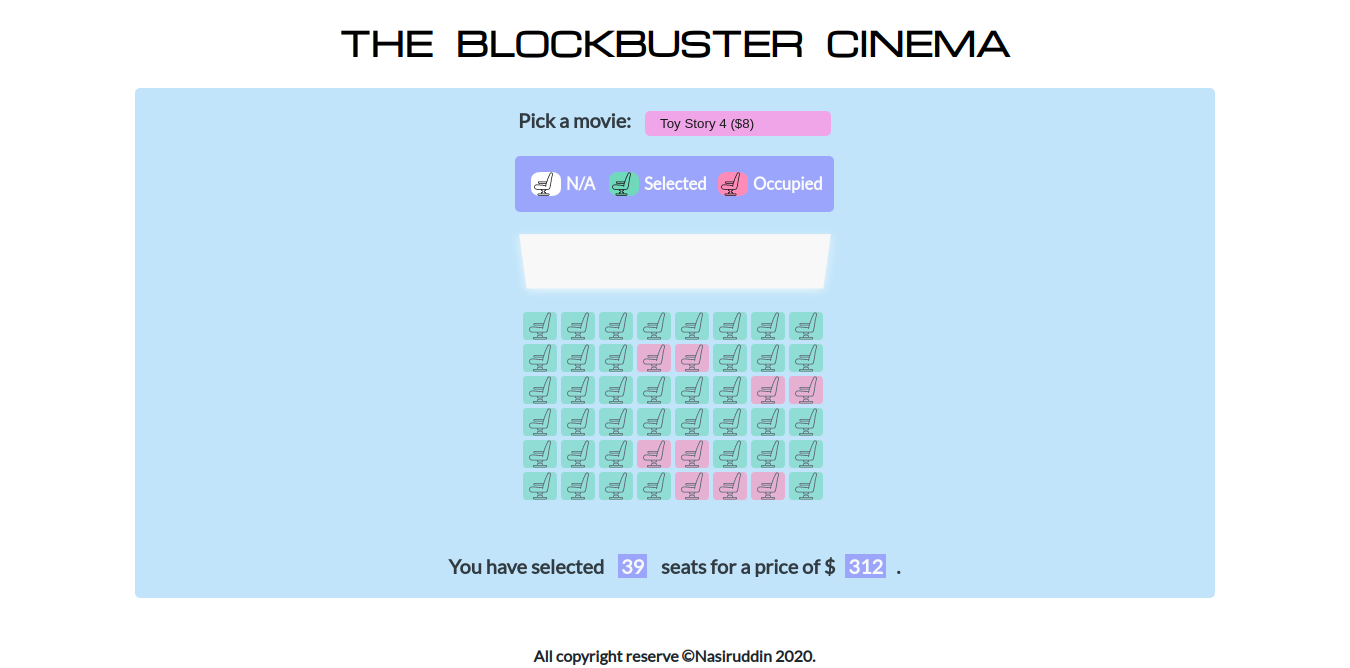 THE BLOCKBUSTER CINEMA
Pick a movie: Toy Story 4 ($8)
N/A Selected Occupied
You have selected 39 seats for a price of $ 312 .
All copyright reserve ©Nasiruddin 2020.